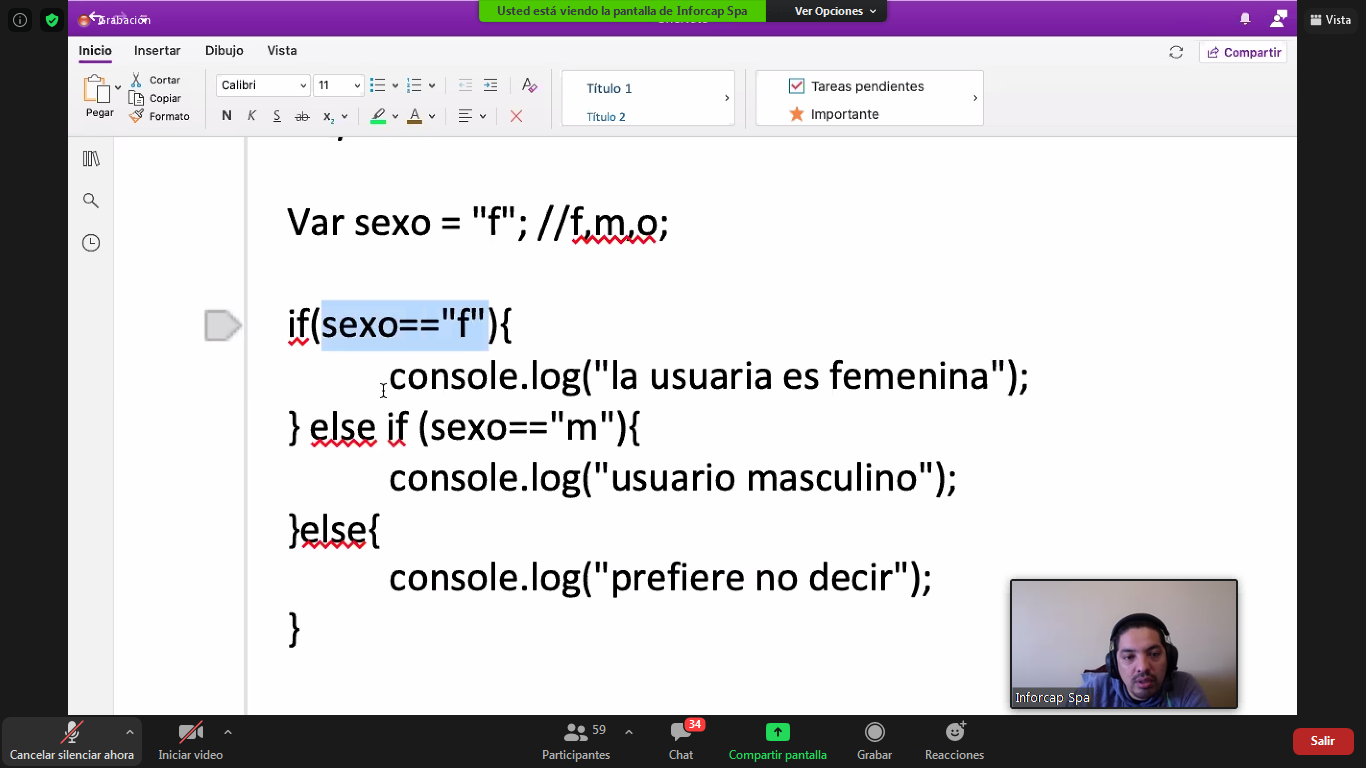 Usted está viendo la pantalla de Inforcap Spa
Ver Opciones
Vista
Grabación
Inicio
Insertar
Dibujo
Vista
Compartir
Pegar
Cortar
Copiar
Formato
Calibri
11
N
K
S
ab
x2
A
Título 1
Título 2
Tareas pendientes
Importante
Var sexo = "f"; //f,m,o;
if(sexo=="f"){
console.log("la usuaria es femenina");
} else if (sexo=="m"){
console.log("usuario masculino");
}else{
console.log("prefiere no decir");
}
Inforcap Spa
Cancelar silenciar ahora
Iniciar video
59
Participantes
34
Chat
Compartir pantalla
Grabar
Reacciones
Salir